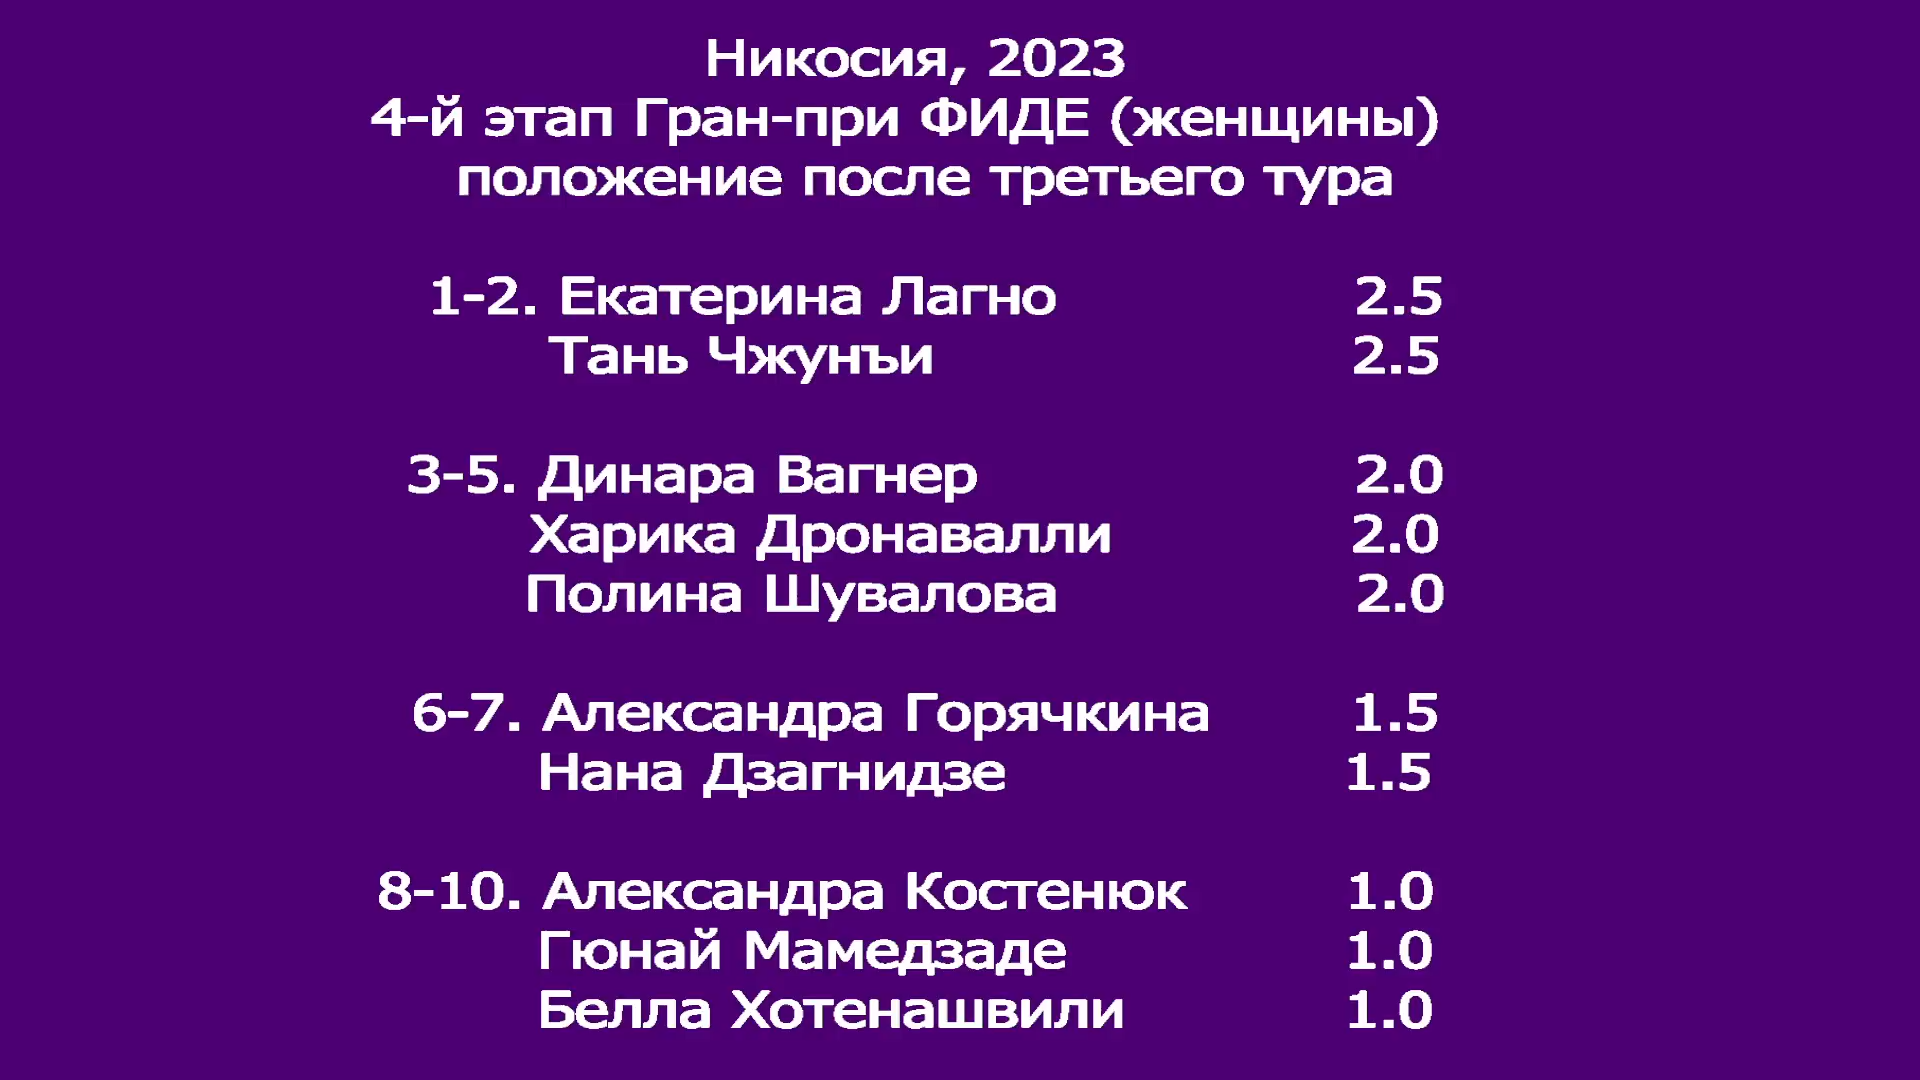 Никосия, 2023
4-й этап Гран-при ФИДЕ (женщины)
положение после третьего тура
1-2. Екатерина Лагно 2.5
Тань Чжунъи 2.5
3-5. Динара Вагнер 2.0
Харика Дронавалли 2.0
Полина Шувалова 2.0
6-7. Александра Горячкина 1.5
Нана Дзагнидзе 1.5
8-10. Александра Костенюк 1.0
Гюнай Мамедзаде 1.0
Белла Хотенашвили 1.0